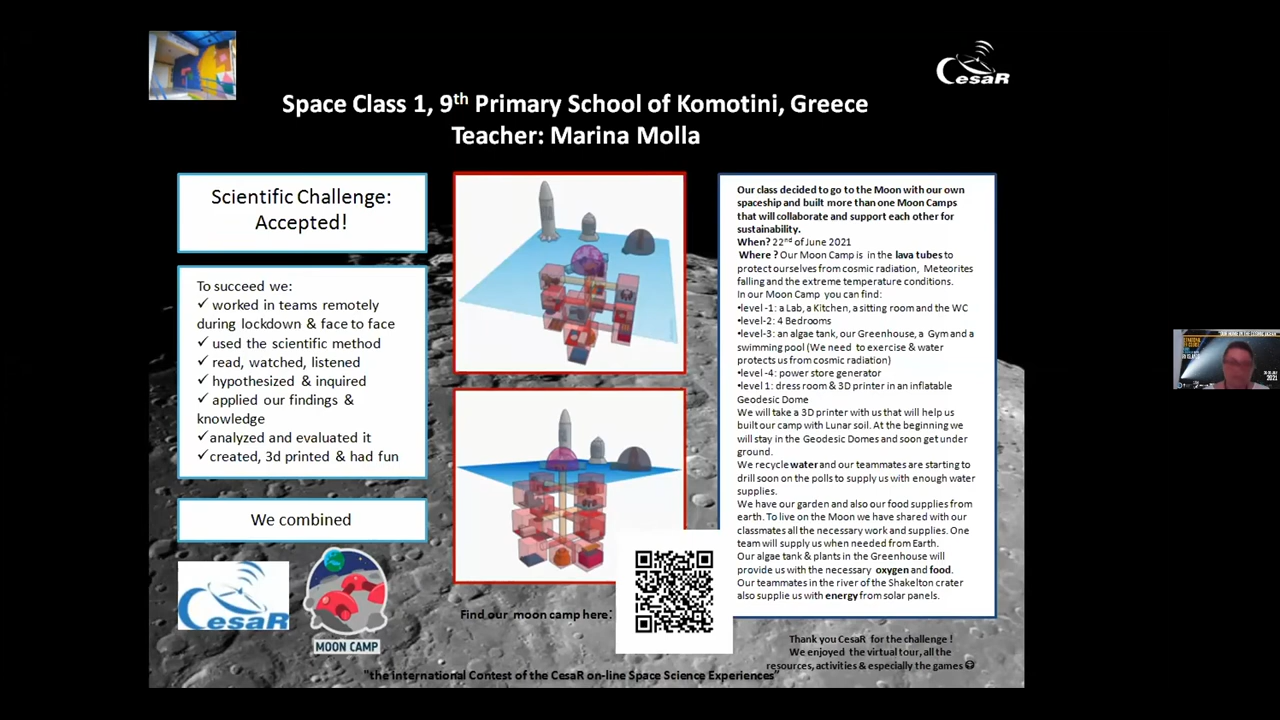 CesaR
Space Class 1, 9th Primary School of Komotini, Greece
Teacher: Marina Molla
Scientific Challenge:
Accepted!
To succeed we:
✓ worked in teams remotely
during lockdown & face to face
✓ used the scientific method
✓ read, watched, listened
✓ hypothesized & inquired
✓ applied our findings &
knowledge
✓analyzed and evaluated it
✓created, 3d printed & had fun
We combined
CesaR
MOON CAMP
Find our moon camp here:
Our class decided to go to the Moon with our own
spaceship and built more than one Moon Camps
that will collaborate and support each other for
sustainability.
When? 22nd of June 2021
Where ? Our Moon Camp is in the lava tubes to
protect ourselves from cosmic radiation, Meteorites
falling and the extreme temperature conditions.
In our Moon Camp you can find:
•level -1: a Lab, a Kitchen, a sitting room and the WC
•level-2: 4 Bedrooms
•level-3: an algae tank, our Greenhouse, a Gym and a
swimming pool (We need to exercise & water
protects us from cosmic radiation)
•level -4: power store generator
•level 1: dress room & 3D printer in an inflatable
Geodesic Dome
We will take a 3D printer with us that will help us
built our camp with Lunar soil. At the beginning we
will stay in the Geodesic Domes and soon get under
ground.
We recycle water and our teammates are starting to
drill soon on the polls to supply us with enough water
supplies.
We have our garden and also our food supplies from
earth. To live on the Moon we have shared with our
classmates all the necessary work and supplies. One
team will supply us when needed from Earth.
Our algae tank & plants in the Greenhouse will
provide us with the necessary oxygen and food.
Our teammates in the river of the Shakelton crater
also supplie us with energy from solar panels.
Thank you CesaR for the challenge !
We enjoyed the virtual tour, all the
resources, activities & especially the games
"the International Contest of the CesaR on-line Space Science Experiences"
2021